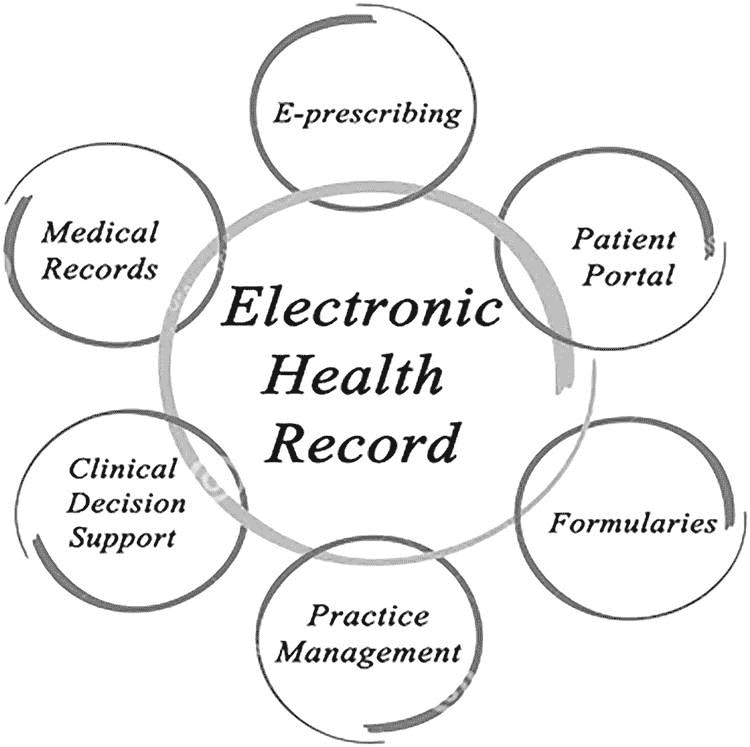 E-prescribing
Patient
Portal
Formularies
Practice
Management
Clinical
Decision
Support
Medical
Records
Electronic
Health
Record